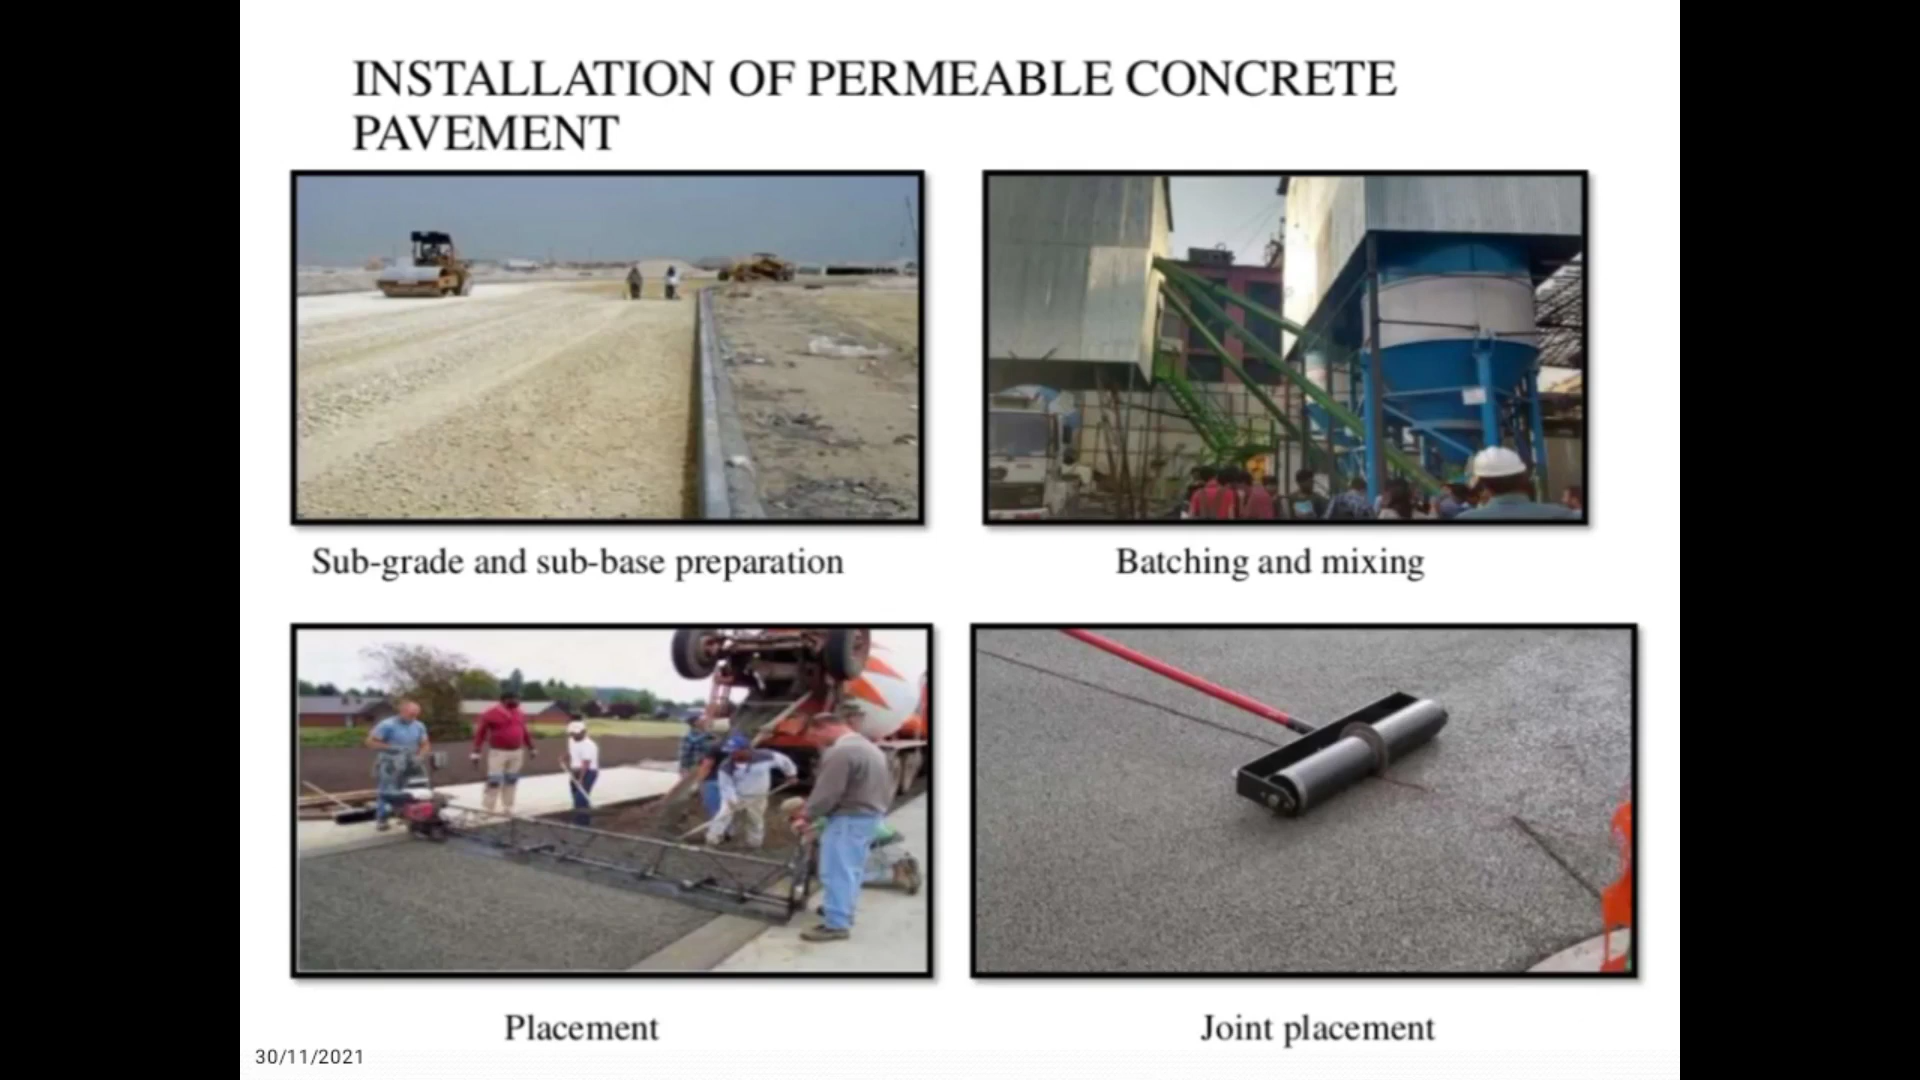 INSTALLATION OF PERMEABLE CONCRETE
PAVEMENT
Sub-grade and sub-base preparation
Batching and mixing
Placement
Joint placement
30/11/2021